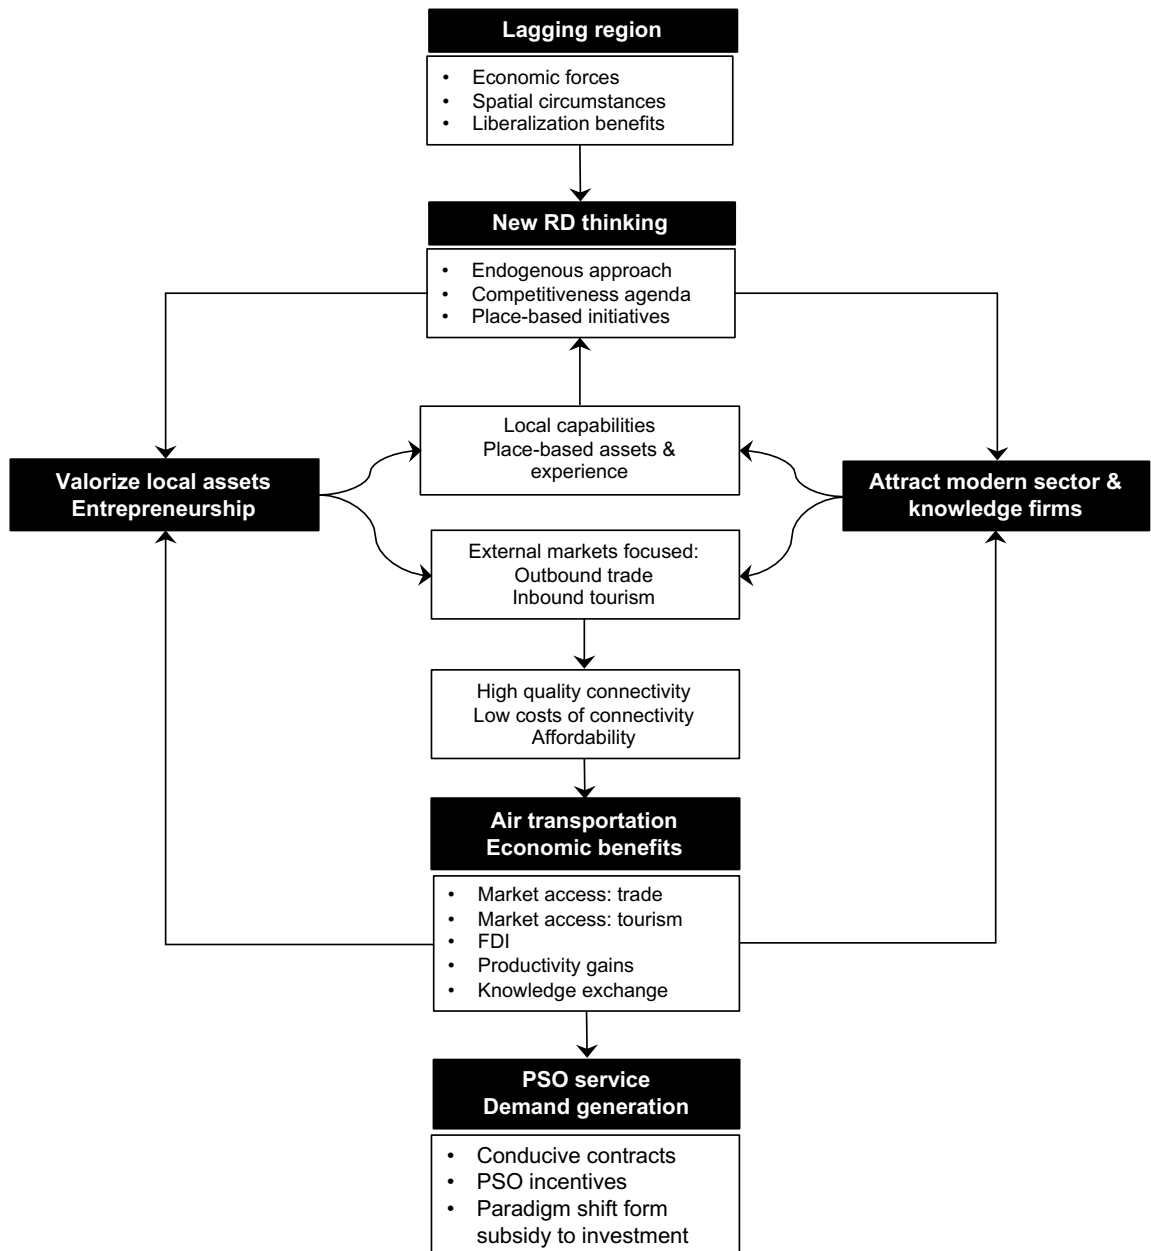 Lagging region
• Economic forces
• Spatial circumstances
• Liberalization benefits
New RD thinking
• Endogenous approach
• Competitiveness agenda
• Place-based initiatives
Local capabilities
Place-based assets &
experience
Valorize local assets
Entrepreneurship
Attract modern sector &
knowledge firms
External markets focused:
Outbound trade
Inbound tourism
High quality connectivity
Low costs of connectivity
Affordability
Air transportation
Economic benefits
• Market access: trade
• Market access: tourism
• FDI
• Productivity gains
• Knowledge exchange
PSO service
Demand generation
• Conducive contracts
• PSO incentives
• Paradigm shift form
subsidy to investment